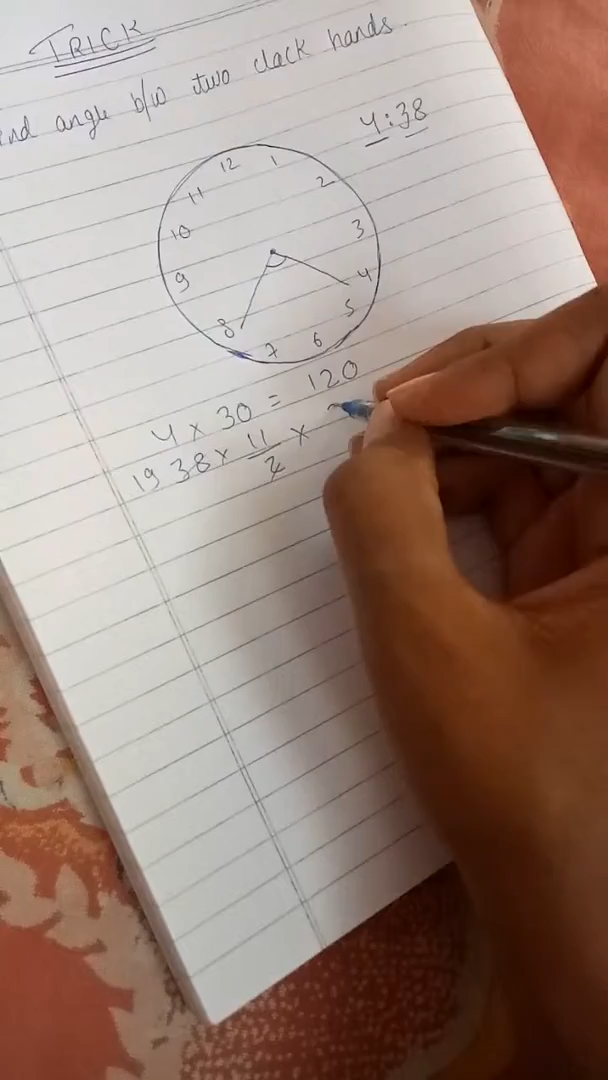 TRICK
angle b/w two clock hands.
4:38
12 1
11 2
10 3
9 4
8 5
7 6
4 x 30 = 120
19 38 x 11/2 x